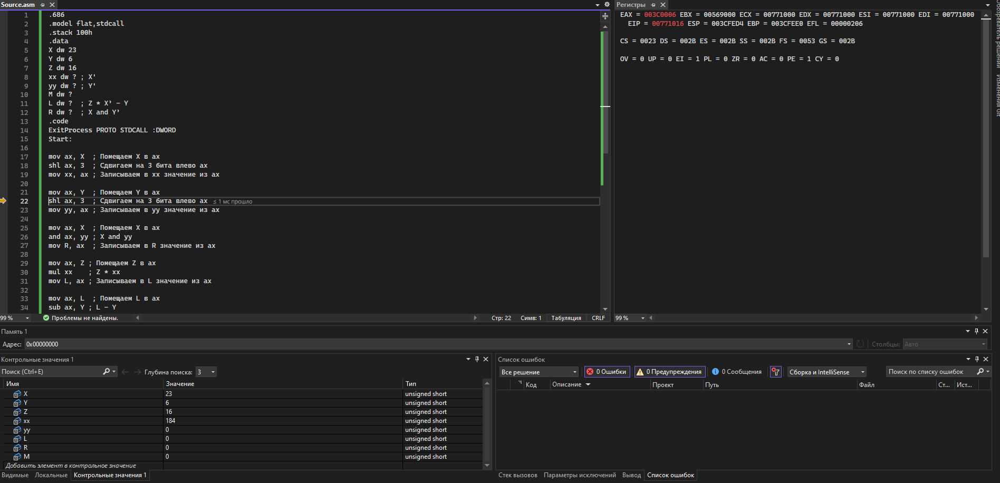 Source.asm
1 .686
2 .model flat,stdcall
3 .stack 100h
4 .data
5 X dw 23
6 Y dw 6
7 Z dw 16
8 xx dw ? ; X'
9 yy dw ? ; Y'
10 M dw ?
11 L dw ?  ; Z * X’ - Y
12 R dw ?  ; X and Y’
13 .code
14 ExitProcess PROTO STDCALL :DWORD
15 Start:
16
17 mov ax, X  ; Помещаем X в ax
18 shl ax, 3  ; Сдвигаем на 3 бита влево ax
19 mov xx, ax ; Записываем в xx значение из ax
20
21 mov ax, Y  ; Помещаем Y в ax
22 shl ax, 3  ; Сдвигаем на 3 бита влево ax ≤ 1 мс прошло
23 mov yy, ax ; Записываем в yy значение из ax
24
25 mov ax, X  ; Помещаем X в ax
26 and ax, yy ; X and yy
27 mov R, ax  ; Записываем в R значение из ax
28
29 mov ax, Z ; Помещаем Z в ax
30 mul xx    ; Z * xx
31 mov L, ax ; Записываем в L значение из ax
32
33 mov ax, L  ; Помещаем L в ax
34 sub ax, Y ; L - Y
99 % Проблемы не найдены. Стр: 22 Симв: 1 Табуляция CRLF
Регистры
EAX = 003C0006 EBX = 00569000 ECX = 00771000 EDX = 00771000 ESI = 00771000 EDI = 00771000
EIP = 00771016 ESP = 003CFED4 EBP = 003CFEE0 EFL = 00000206
CS = 0023 DS = 002B ES = 002B SS = 002B FS = 0053 GS = 002B
OV = 0 UP = 0 EI = 1 PL = 0 ZR = 0 AC = 0 PE = 1 CY = 0
99 %
Обозреватель решений
Изменения Git
Память 1
Адрес: 0x00000000 Столбцы: Авто
Контрольные значения 1
Поиск (Ctrl+E) Глубина поиска: 3
Имя Значение Тип
X 23 unsigned short
Y 6 unsigned short
Z 16 unsigned short
xx 184 unsigned short
yy 0 unsigned short
L 0 unsigned short
R 0 unsigned short
M 0 unsigned short
Добавить элемент в контрольное значение
Видимые Локальные Контрольные значения 1
Список ошибок
Все решение 0 Ошибки 0 Предупреждения 0 Сообщения Сборка и IntelliSense Поиск по списку ошибок
Код Описание Проект Путь Файл Ст... Ист...
Стек вызовов Параметры исключений Вывод Список ошибок